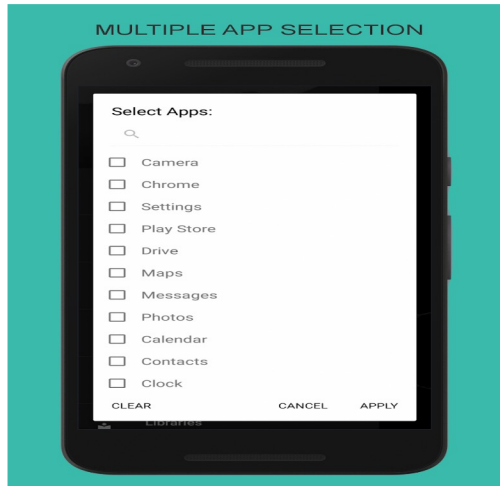 MULTIPLE APP SELECTION
Select Apps:
Camera
Chrome
Settings
Play Store
Drive
Maps
Messages
Photos
Calendar
Contacts
Clock
CLEAR CANCEL APPLY
Libraries